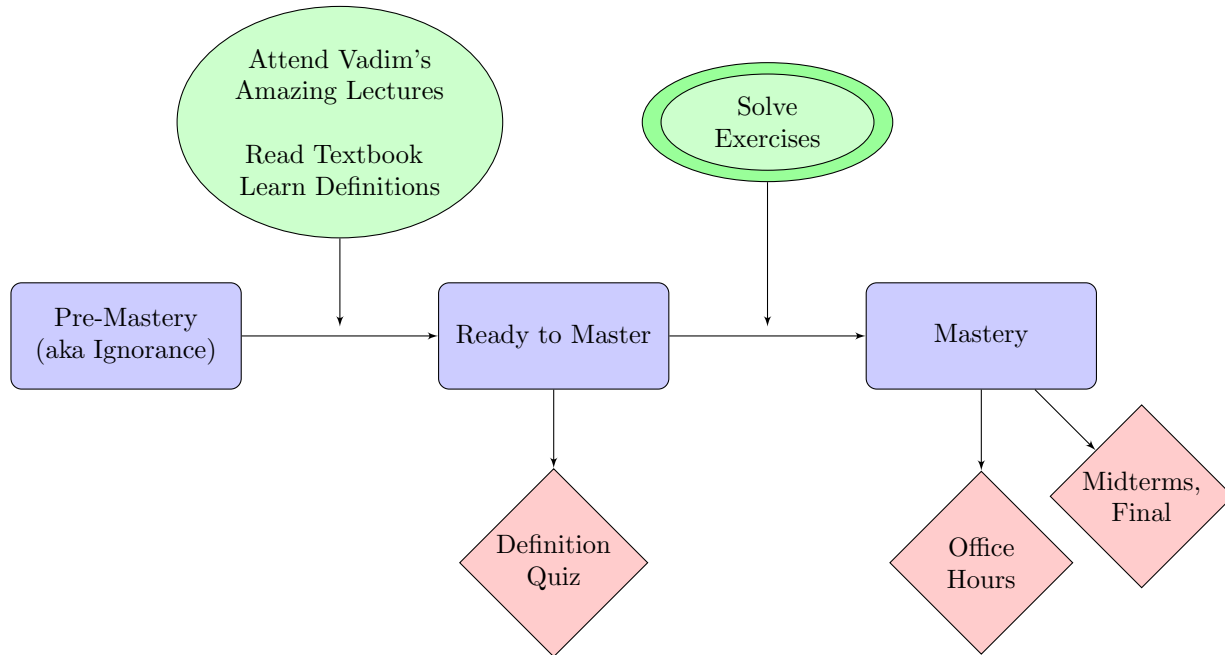 Attend Vadim's
Amazing Lectures
Read Textbook
Learn Definitions
Solve
Exercises
Pre-Mastery
(aka Ignorance)
Ready to Master
Mastery
Definition
Quiz
Office
Hours
Midterms,
Final